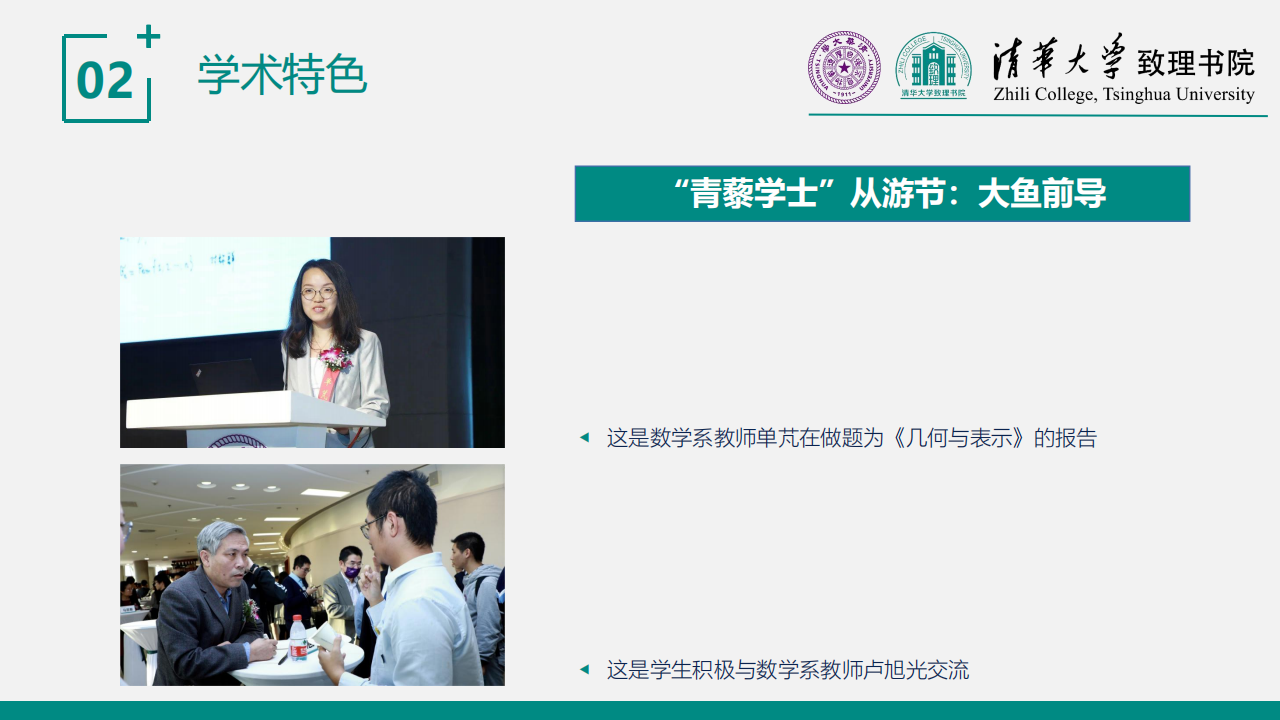 02
学术特色
清華大学 致理书院
Zhili College, Tsinghua University
清华大学致理书院
“青藜学士”从游节：大鱼前导
这是数学系教师单芃在做题为《几何与表示》的报告
这是学生积极与数学系教师卢旭光交流